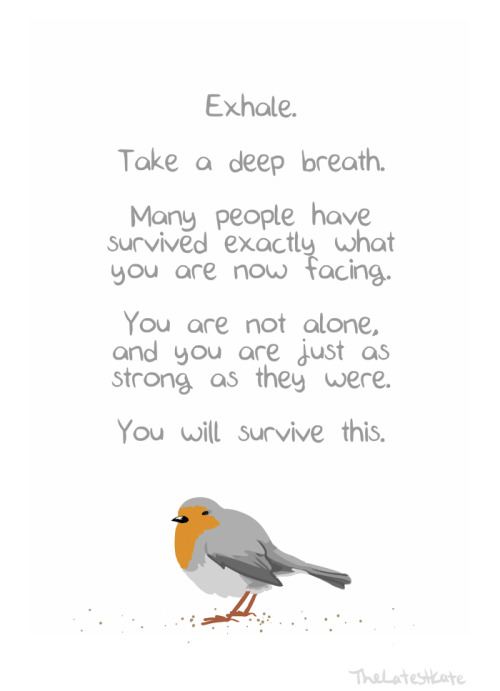 Exhale.
Take a deep breath.
Many people have
survived exactly what
you are now facing.
You are not alone,
and you are just as
strong as they were.
You will survive this.
TheLatestKate